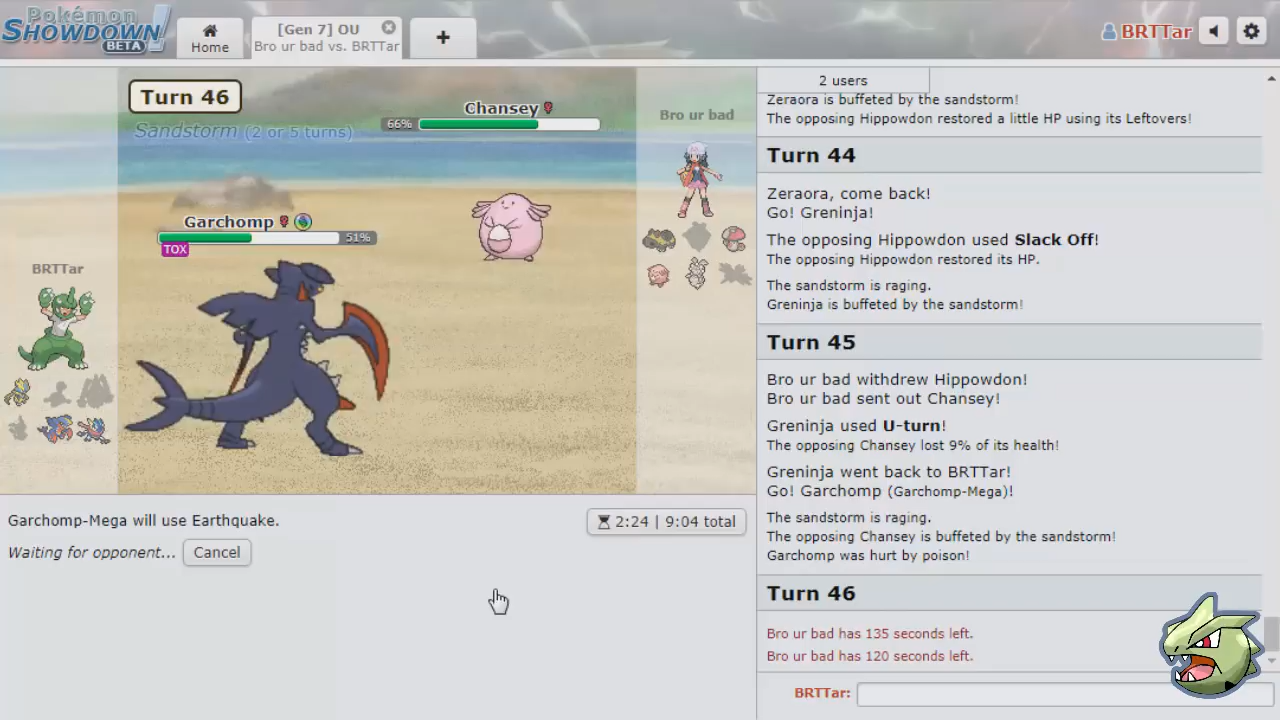 Pokémon
SHOWDOWN!
BETA
Home
[Gen 7] OU
Bro ur bad vs. BRTTar
+
BRTTar
Turn 46
Sandstorm (2 or 5 turns)
Chansey
66%
Garchomp
51%
TOX
BRTTar
Bro ur bad
Garchomp-Mega will use Earthquake.
2:24 | 9:04 total
Waiting for opponent...
Cancel
2 users
Zeraora is buffeted by the sandstorm!
The opposing Hippowdon restored a little HP using its Leftovers!
Turn 44
Zeraora, come back!
Go! Greninja!
The opposing Hippowdon used Slack Off!
The opposing Hippowdon restored its HP.
The sandstorm is raging.
Greninja is buffeted by the sandstorm!
Turn 45
Bro ur bad withdrew Hippowdon!
Bro ur bad sent out Chansey!
Greninja used U-turn!
The opposing Chansey lost 9% of its health!
Greninja went back to BRTTar!
Go! Garchomp (Garchomp-Mega)!
The sandstorm is raging.
The opposing Chansey is buffeted by the sandstorm!
Garchomp was hurt by poison!
Turn 46
Bro ur bad has 135 seconds left.
Bro ur bad has 120 seconds left.
BRTTar: